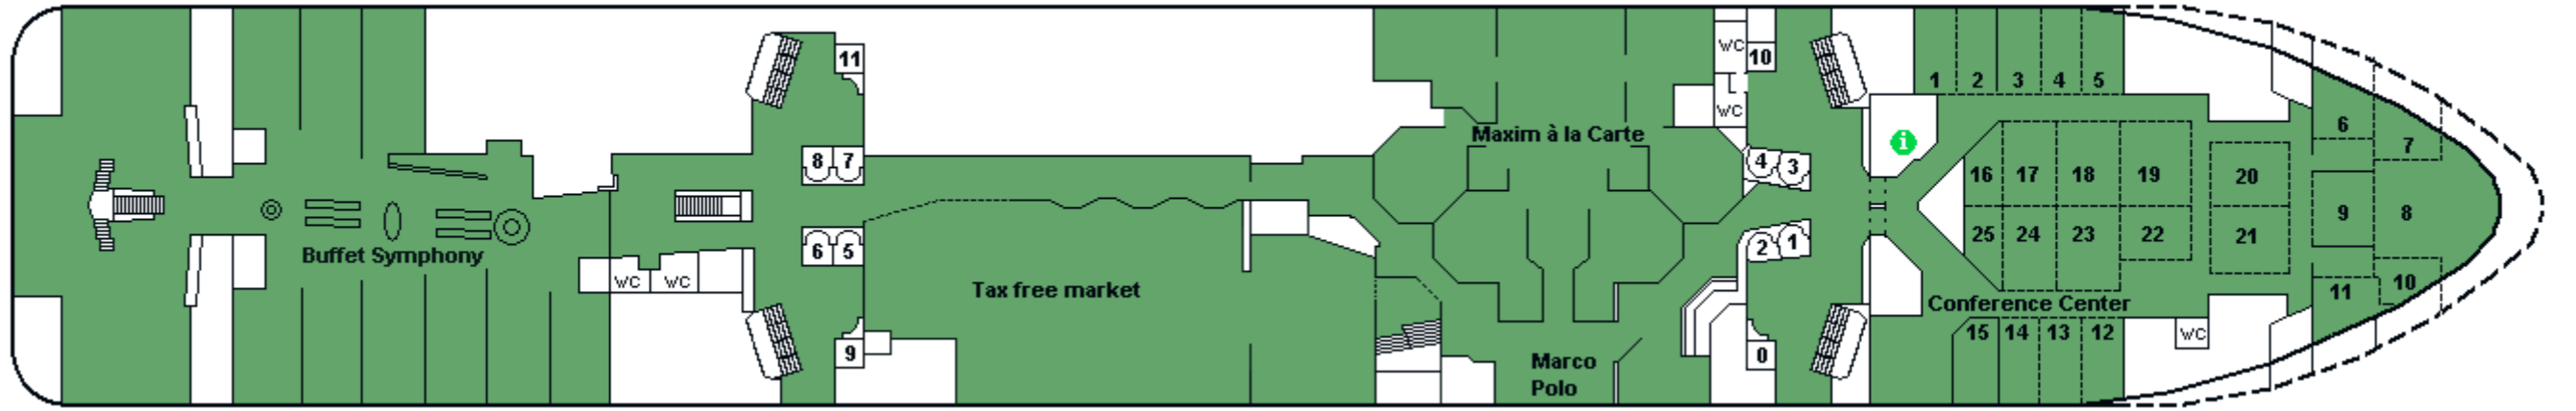 11
WC
10
1 2 3 4 5
WC
6
7
Maxim à la Carte
i
8 7
4 3
16 17 18 19 20
9 8
6 5
2 1
25 24 23 22 21
Buffet Symphony
WC WC
Tax free market
10
11
Conference Center
15 14 13 12
WC
9
0
Marco
Polo